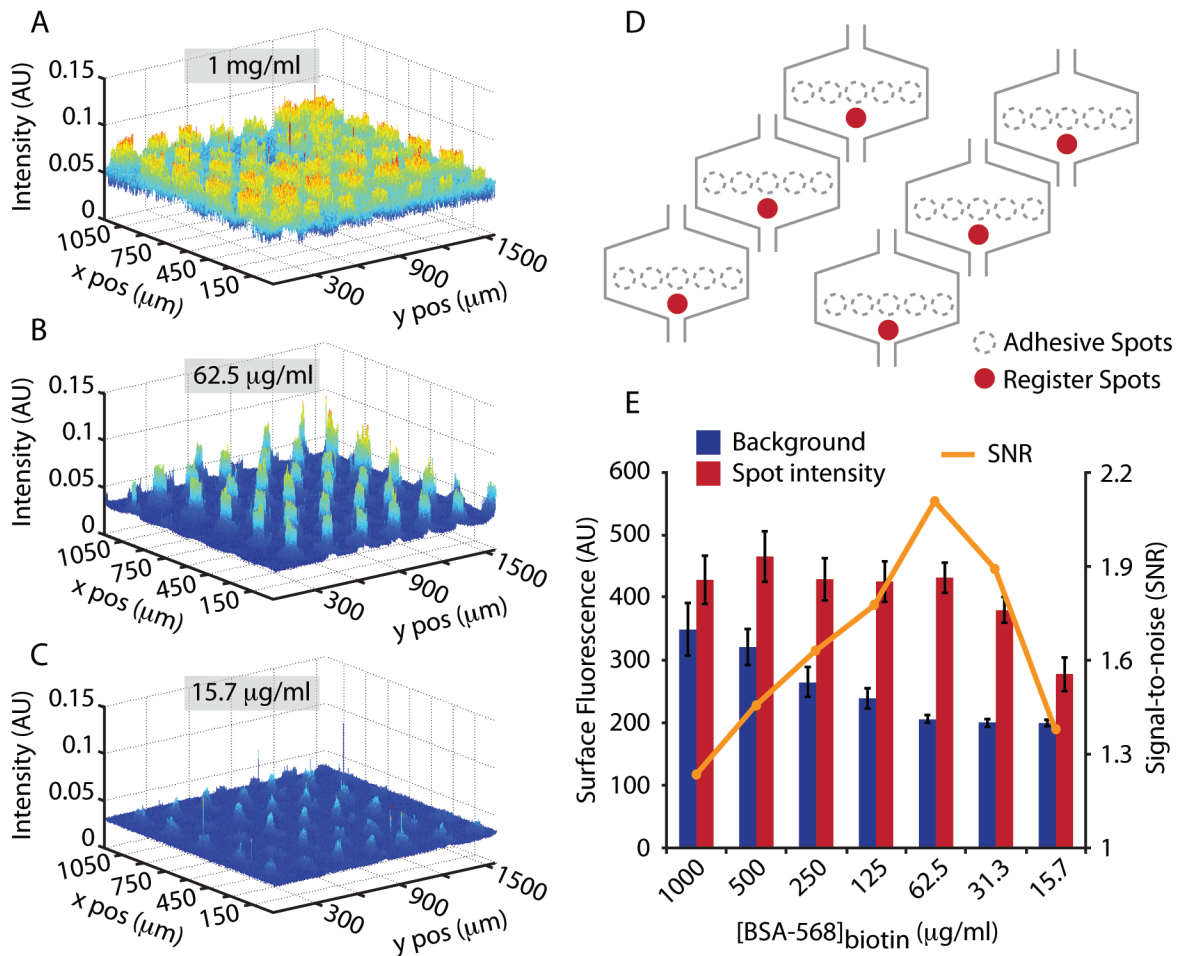 A
1 mg/ml
Intensity (AU)
0.15
0.1
0.05
0
1050
750
450
150
x pos (μm)
300
900
1500
y pos (μm)
B
62.5 μg/ml
Intensity (AU)
0.15
0.1
0.05
0
1050
750
450
150
x pos (μm)
300
900
1500
y pos (μm)
C
15.7 μg/ml
Intensity (AU)
0.15
0.1
0.05
0
1050
750
450
150
x pos (μm)
300
900
1500
y pos (μm)
D
Adhesive Spots
Register Spots
E
Background
Spot intensity
SNR
Surface Fluorescence (AU)
600
500
400
300
200
100
0
Signal-to-noise (SNR)
2.2
1.9
1.6
1.3
1
1000
500
250
125
62.5
31.3
15.7
[BSA-568]biotin (μg/ml)